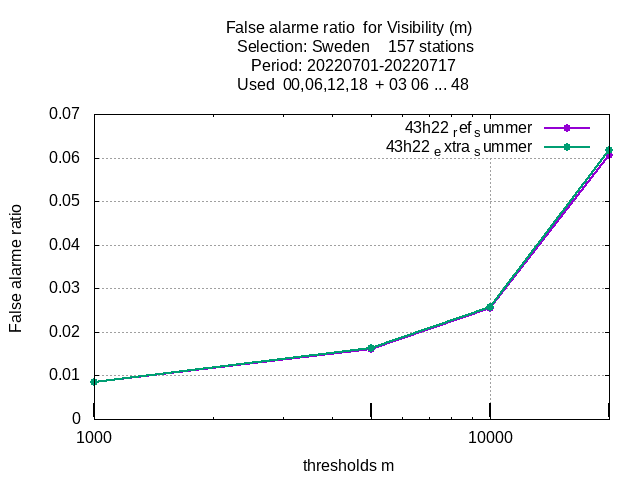 False alarme ratio  for Visibility (m)
Selection: Sweden    157 stations
Period: 20220701-20220717
Used  00,06,12,18  + 03 06 ... 48
0.07
43h22 ref summer
0.06
43h22 extra summer
0.05
0.04
0.03
0.02
0.01
0
False alarme ratio
1000
10000
thresholds m